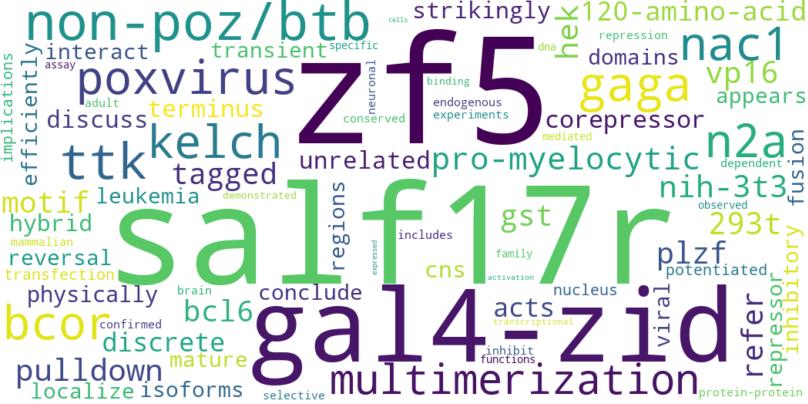 non-poz/btb
zf5
strikingly
hek
120-amino-acid
repression
cells
specific
interact
transient
nac1
domains
vp16
implications
efficiently
assay
poxvirus
adult
terminus
neuronal
binding
dna
endogenous
experiments
gaga
appears
discuss
conserved
corepressor
mediated
ttk
kelch
tagged
unrelated
pro-myelocytic
n2a
dependent
fusion
motif
leukemia
demonstrated
salf17r
regions
nih-3t3
observed
hybrid
gst
293t
inhibitory
mammalian
includes
reversal
transfection
expressed
cns
family
activation
plzf
potentiated
physically
brain
conclude
gal4-zid
acts
nucleus
viral
refer
repressor
bcor
confirmed
bcl6
transcriptional
discrete
inhibit
functions
pulldown
mature
multimerization
localize
isoforms
selective
protein-protein